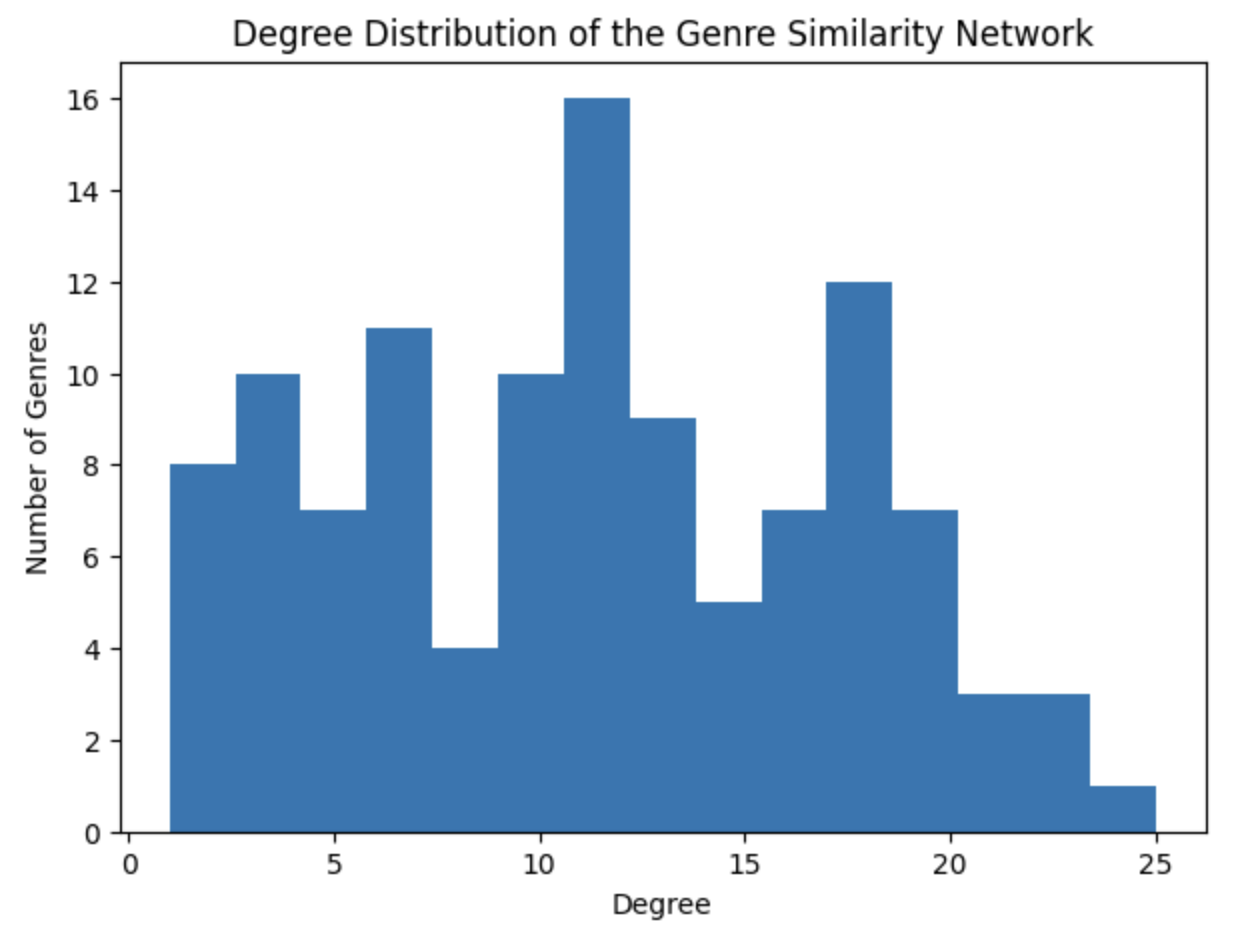 Degree Distribution of the Genre Similarity Network
16
14
12
10
8
6
4
2
0
Number of Genres
0 5 10 15 20 25
Degree